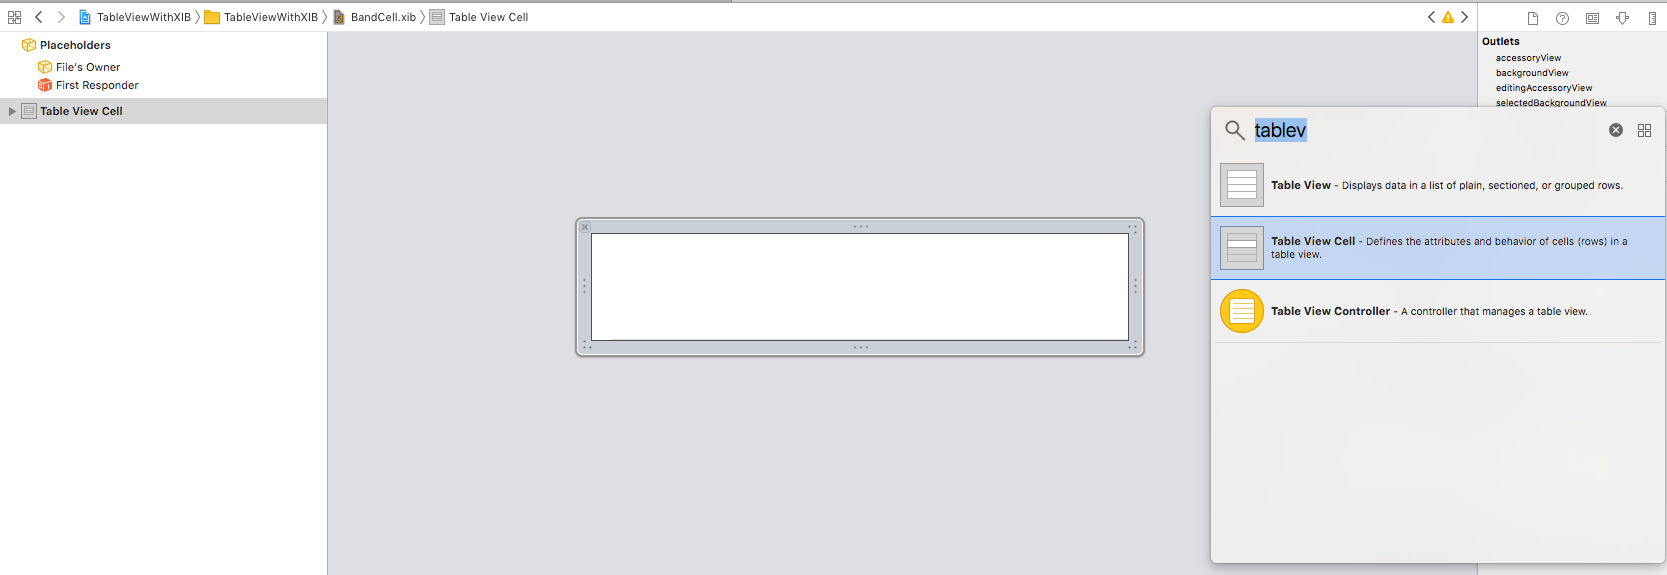 TableViewWithXIB TableViewWithXIB BandCell.xib Table View Cell
Placeholders
File's Owner
First Responder
Table View Cell
Outlets
accessoryView
backgroundView
editingAccessoryView
selectedBackgroundView
tablev
Table View - Displays data in a list of plain, sectioned, or grouped rows.
Table View Cell - Defines the attributes and behavior of cells (rows) in a
table view.
Table View Controller - A controller that manages a table view.